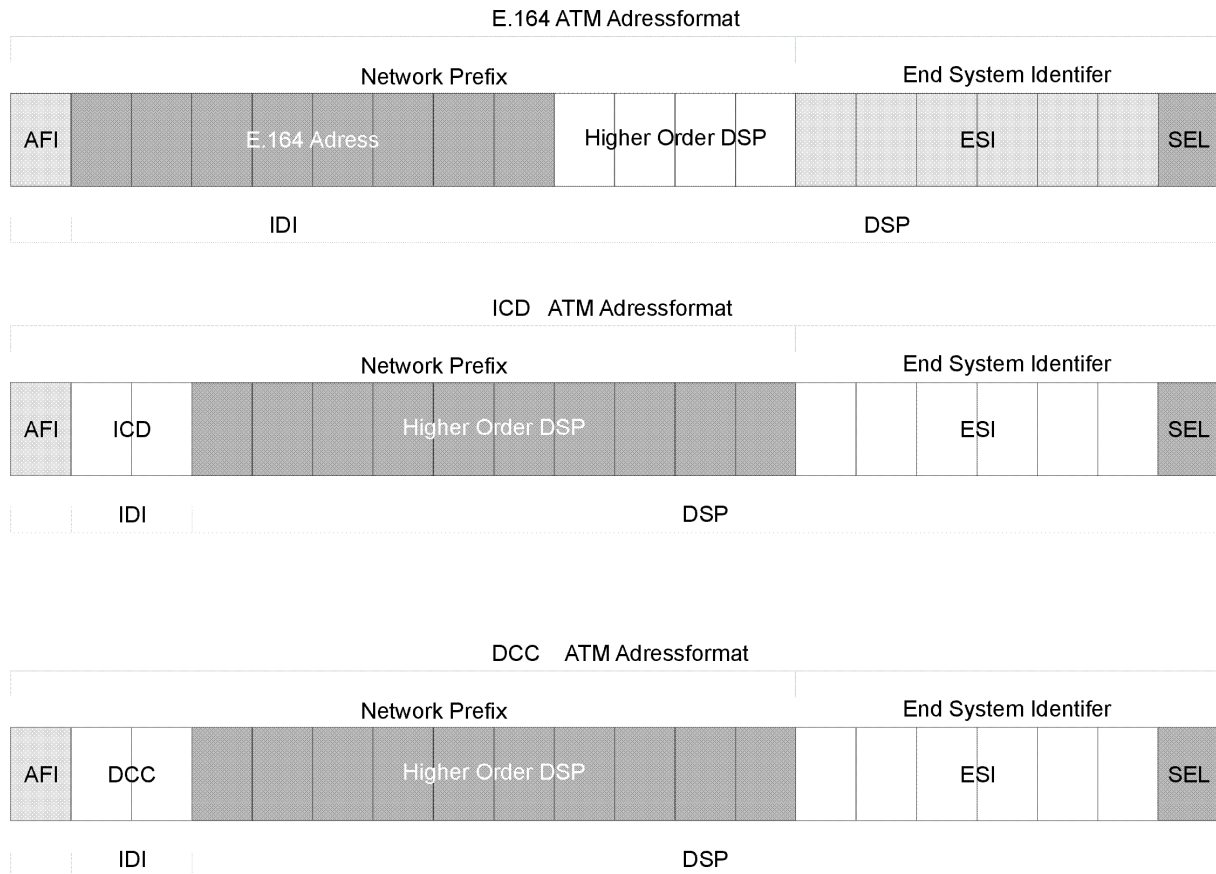 E.164 ATM Adressformat
Network Prefix
End System Identifer
AFI
E.164 Adress
Higher Order DSP
ESI
SEL
IDI
DSP
ICD ATM Adressformat
Network Prefix
End System Identifer
AFI
ICD
Higher Order DSP
ESI
SEL
IDI
DSP
DCC ATM Adressformat
Network Prefix
End System Identifer
AFI
DCC
Higher Order DSP
ESI
SEL
IDI
DSP